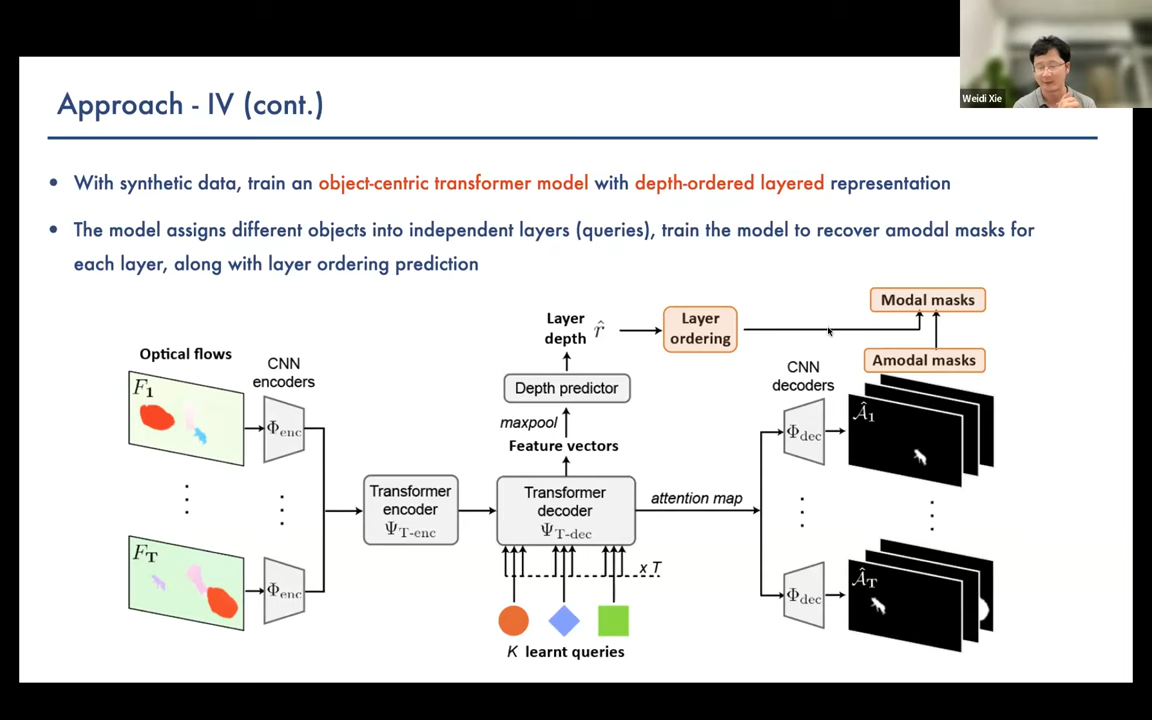 Weidi Xie
Approach - IV (cont.)
• With synthetic data, train an object-centric transformer model with depth-ordered layered representation
• The model assigns different objects into independent layers (queries), train the model to recover amodal masks for
each layer, along with layer ordering prediction
Optical flows
F₁
F_T
CNN
encoders
Φ_enc
Φ_enc
Transformer
encoder
Ψ_T-enc
Layer
depth r̂
Layer
ordering
Depth predictor
maxpool
Feature vectors
Transformer
decoder
Ψ_T-dec
x T
K learnt queries
attention map
CNN
decoders
Φ_dec
Φ_dec
Modal masks
Amodal masks
Â₁
Â_T